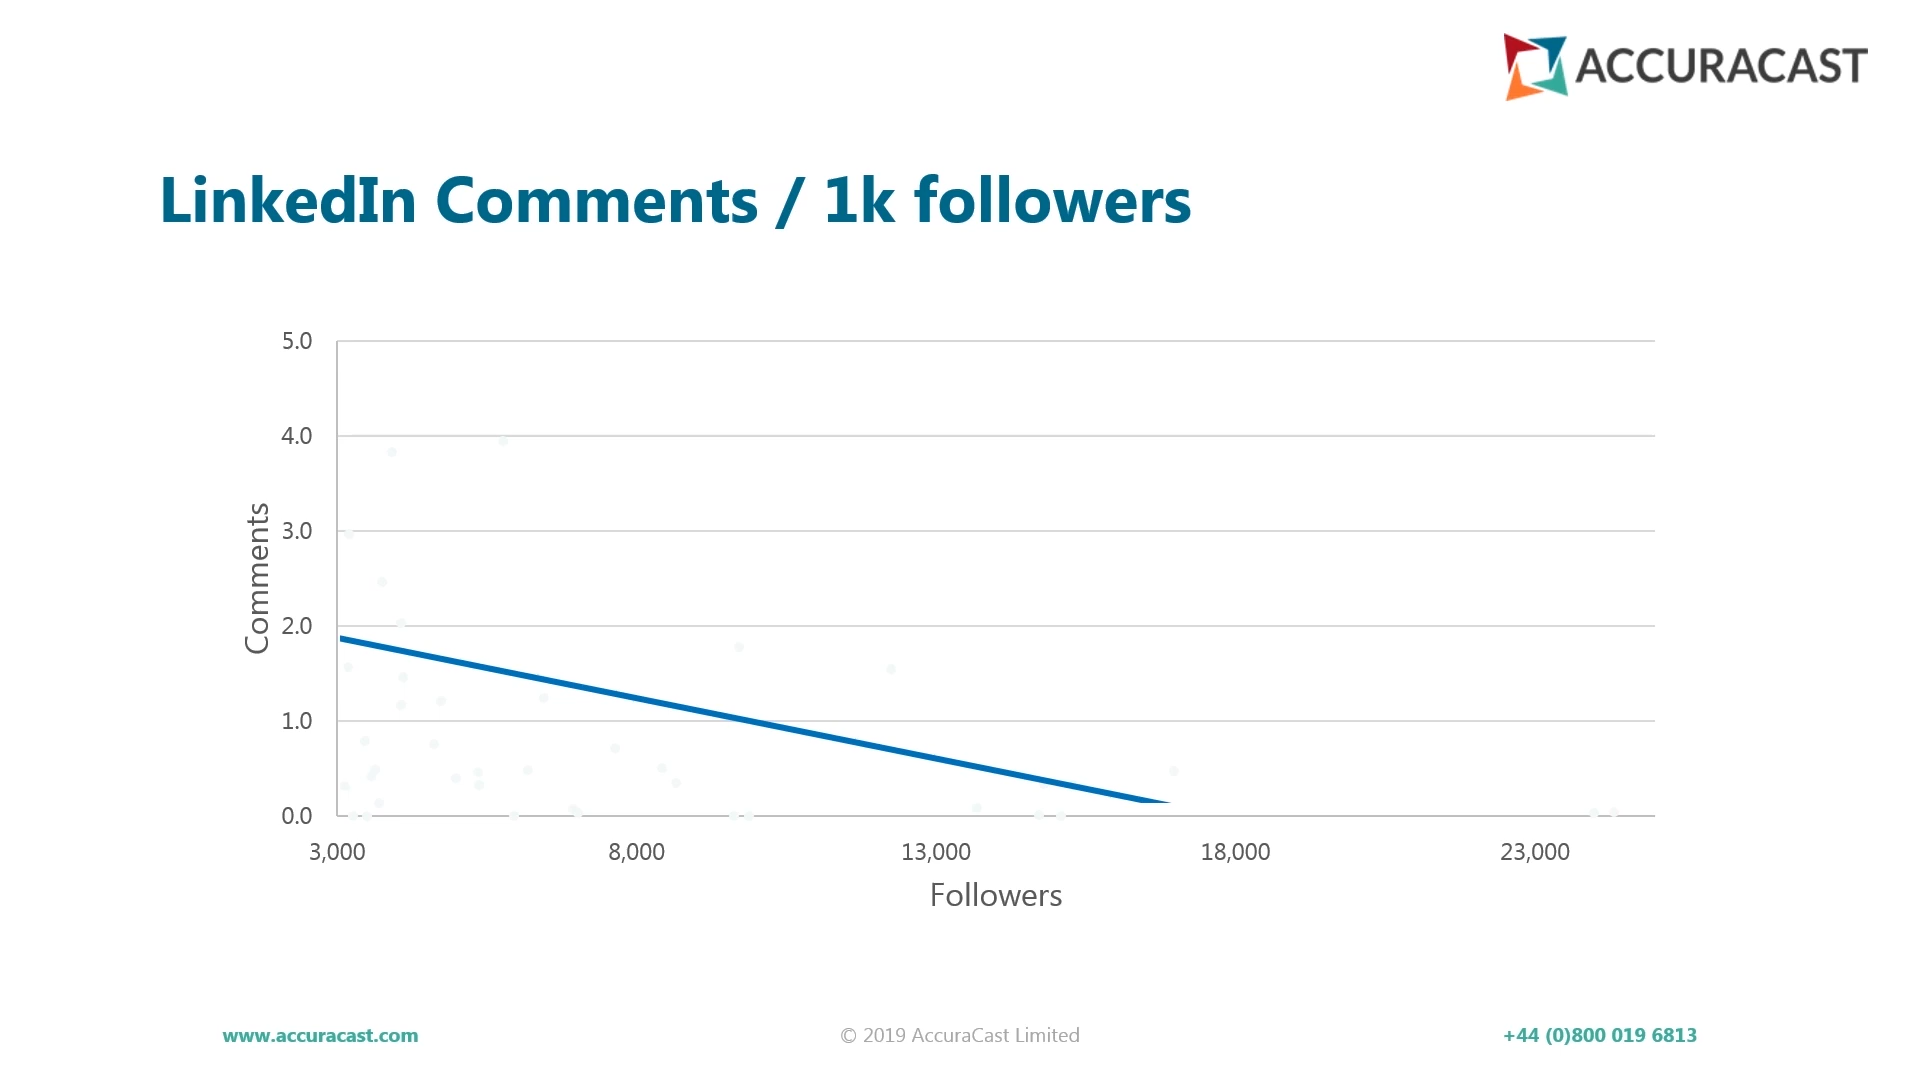 ACCURACAST
LinkedIn Comments / 1k followers
5.0
4.0
3.0
2.0
1.0
0.0
Comments
3,000 8,000 13,000 18,000 23,000
Followers
www.accuracast.com © 2019 AccuraCast Limited +44 (0)800 019 6813